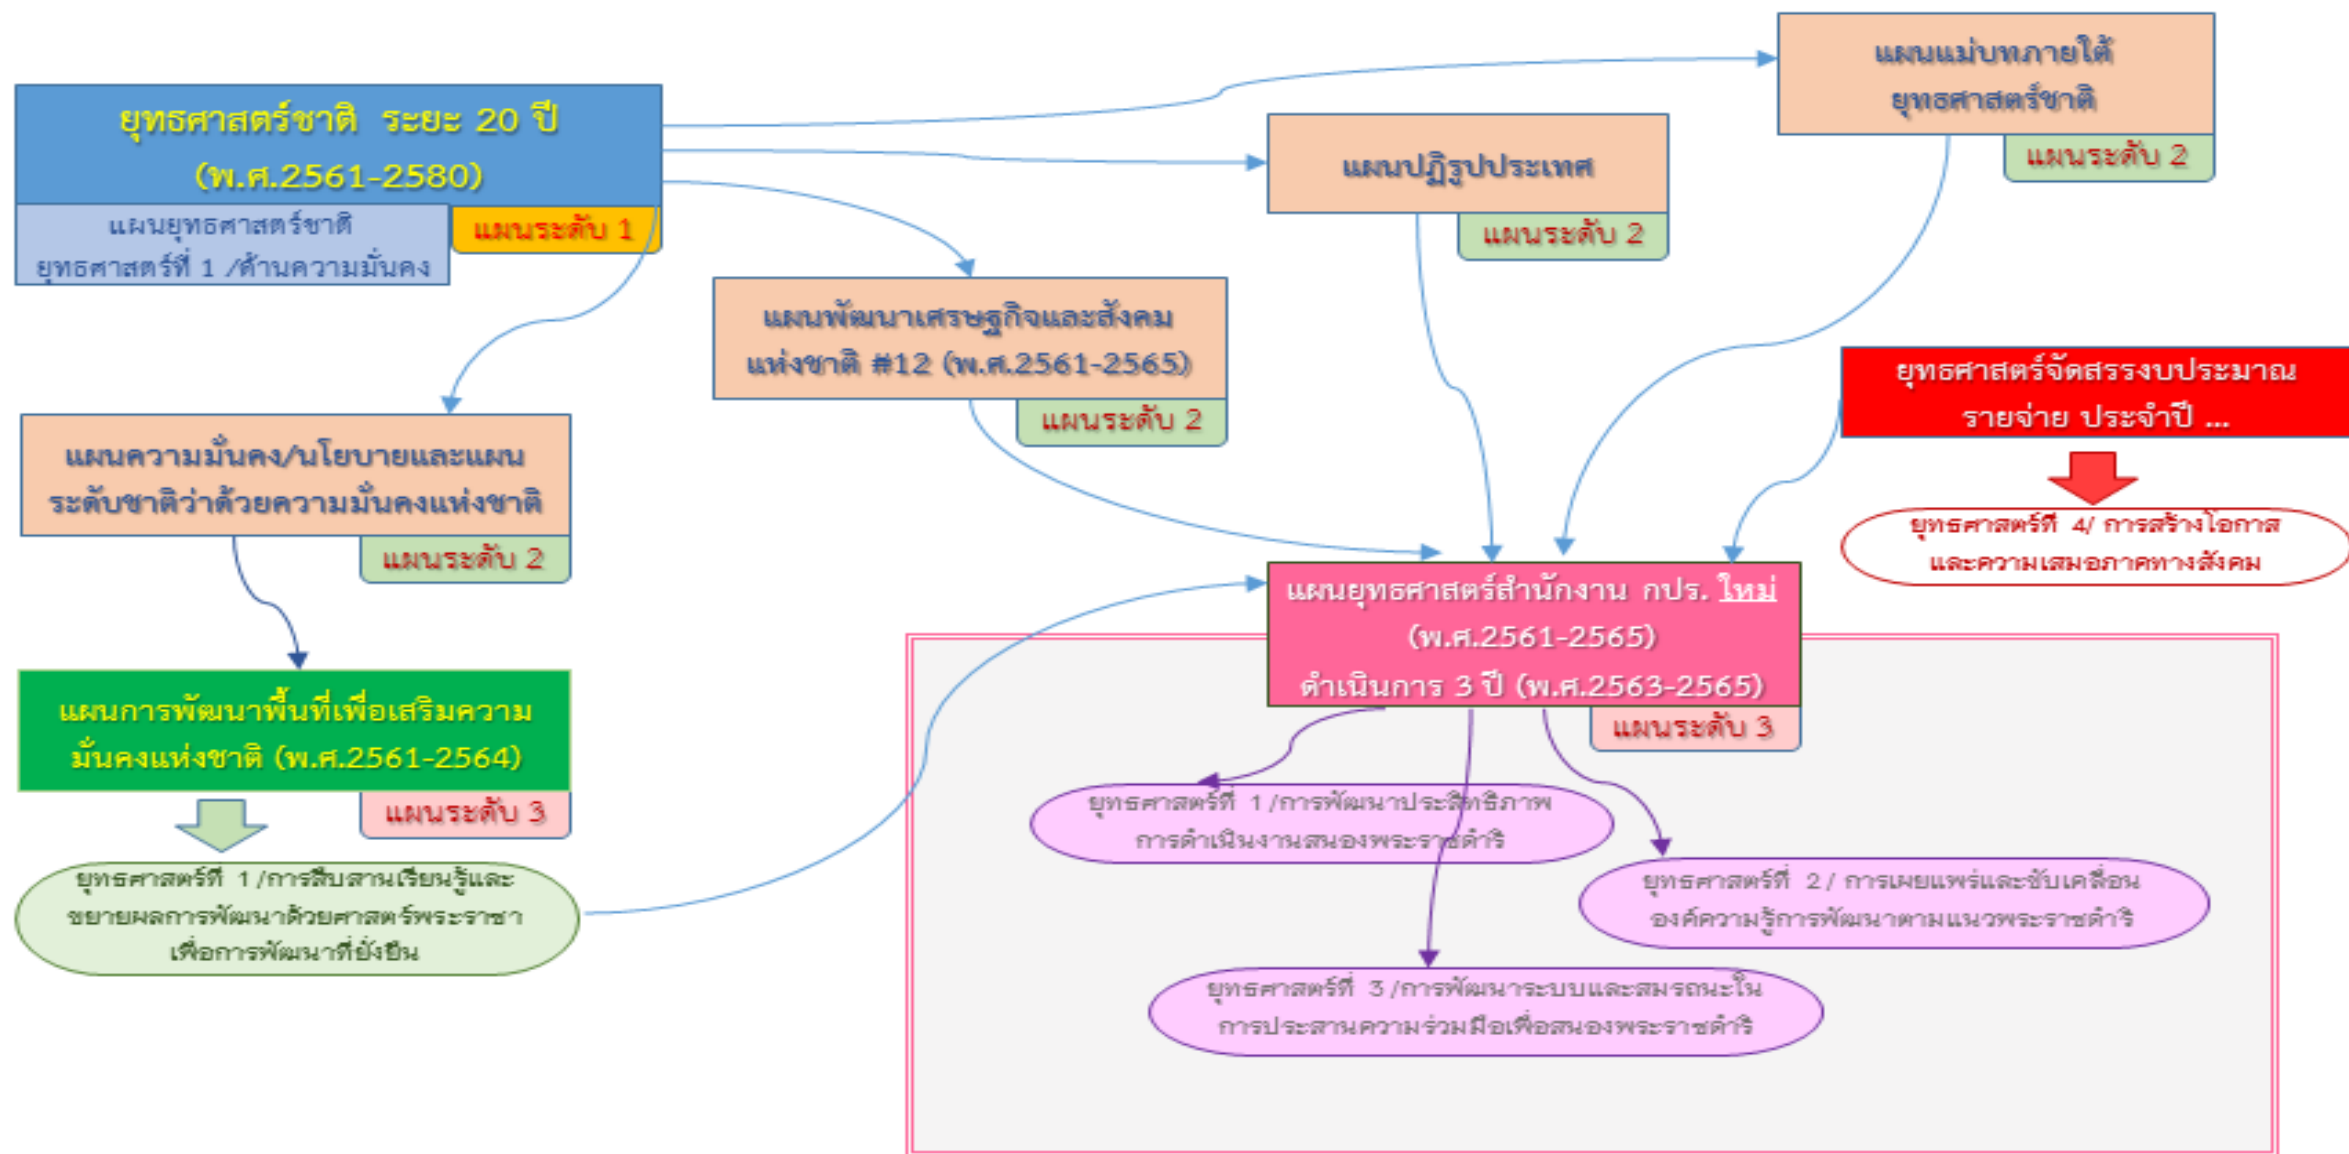 ยุทธศาสตร์ชาติ ระยะ 20 ปี
(พ.ศ.2561-2580)
แผนยุทธศาสตร์ชาติ
ยุทธศาสตร์ที่ 1 /ด้านความมั่นคง
แผนระดับ 1
แผนแม่บทภายใต้
ยุทธศาสตร์ชาติ
แผนระดับ 2
แผนปฏิรูปประเทศ
แผนระดับ 2
แผนพัฒนาเศรษฐกิจและสังคม
แห่งชาติ #12 (พ.ศ.2561-2565)
แผนระดับ 2
แผนความมั่นคง/นโยบายและแผน
ระดับชาติว่าด้วยความมั่นคงแห่งชาติ
แผนระดับ 2
ยุทธศาสตร์จัดสรรงบประมาณ
รายจ่าย ประจำปี ...
ยุทธศาสตร์ที่ 4/ การสร้างโอกาส
และความเสมอภาคทางสังคม
แผนการพัฒนาพื้นที่เพื่อเสริมความ
มั่นคงแห่งชาติ (พ.ศ.2561-2564)
แผนระดับ 3
ยุทธศาสตร์ที่ 1 /การสืบสานเรียนรู้และ
ขยายผลการพัฒนาด้วยศาสตร์พระราชา
เพื่อการพัฒนาที่ยั่งยืน
แผนยุทธศาสตร์สำนักงาน กปร. ใหม่
(พ.ศ.2561-2565)
ดำเนินการ 3 ปี (พ.ศ.2563-2565)
แผนระดับ 3
ยุทธศาสตร์ที่ 1 /การพัฒนาประสิทธิภาพ
การดำเนินงานสนองพระราชดำริ
ยุทธศาสตร์ที่ 2 / การเผยแพร่และขับเคลื่อน
องค์ความรู้การพัฒนาตามแนวพระราชดำริ
ยุทธศาสตร์ที่ 3 /การพัฒนาระบบและสมรถนะใน
การประสานความร่วมมือเพื่อสนองพระราชดำริ